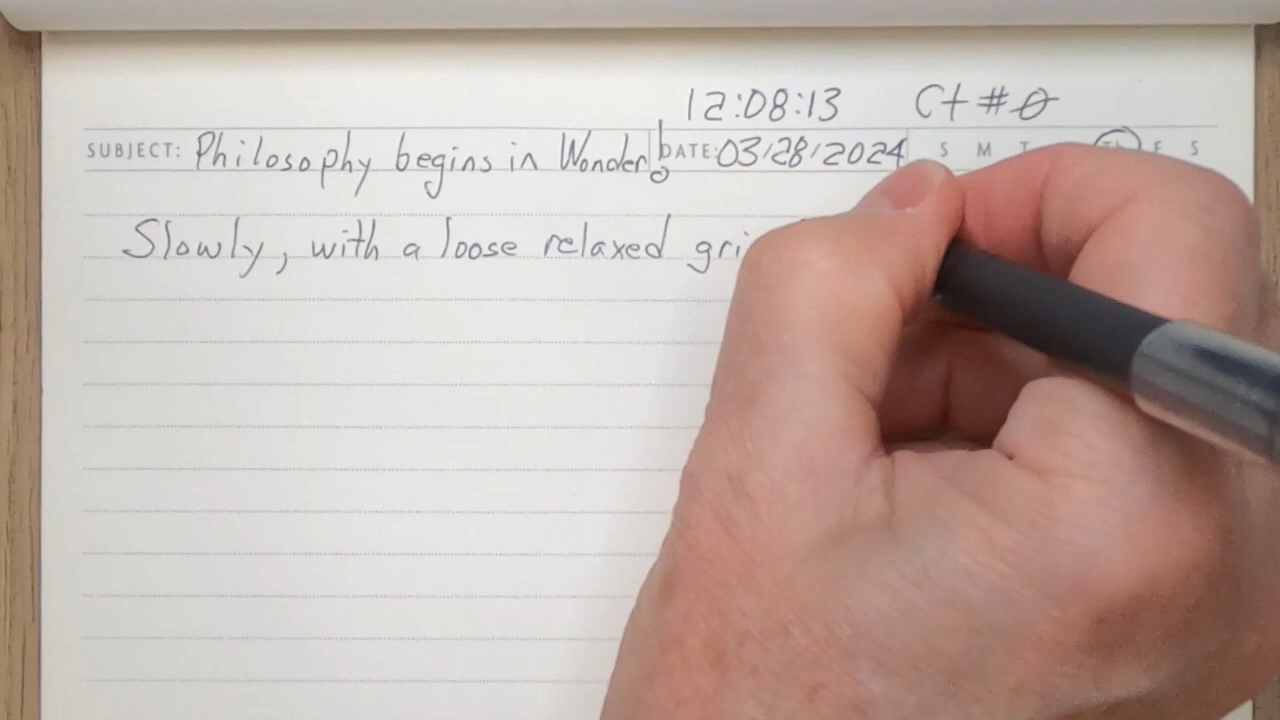 12:08:13 Ct #0
SUBJECT: Philosophy begins in Wonder! DATE: 03/28/2024 S M T Th F S
Slowly, with a loose relaxed gri